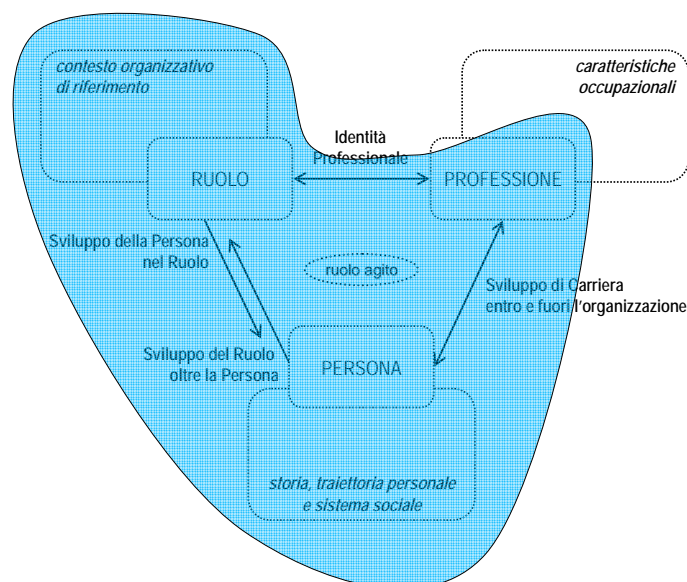 contesto organizzativo
di riferimento
caratteristiche
occupazionali
Identità
Professionale
RUOLO
PROFESSIONE
Sviluppo della Persona
nel Ruolo
ruolo agito
Sviluppo di Carriera
entro e fuori l'organizzazione
Sviluppo del Ruolo
oltre la Persona
PERSONA
storia, traiettoria personale
e sistema sociale